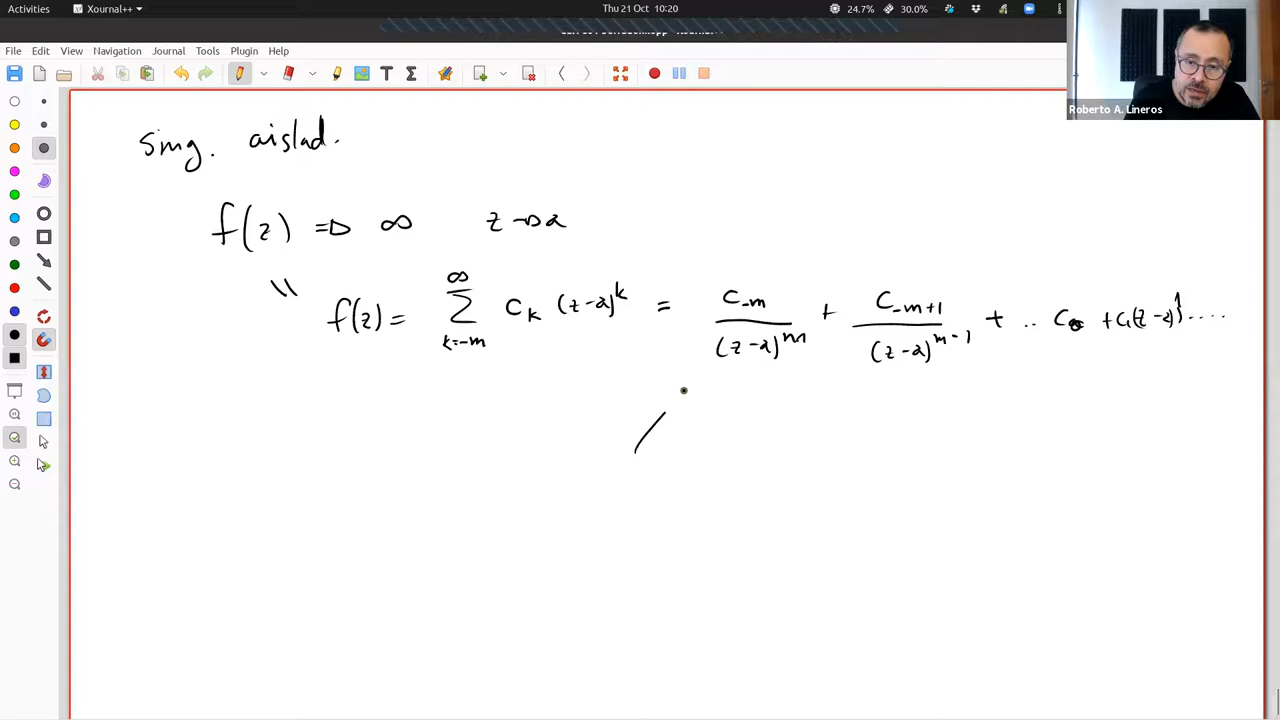 Activities Xournal++ Thu 21 Oct 10:20 24.7% 30.0%
File Edit View Navigation Journal Tools Plugin Help
Roberto A. Lineros
Sing. aislad.
f(z) => ∞ z → a
\\ f(z) = ∑_{k=-m}^{∞} C_k (z-a)^k = C_{-m}/(z-a)^m + C_{-m+1}/(z-a)^{m-1} + .. C_0 + C_1(z-a)^1 ....